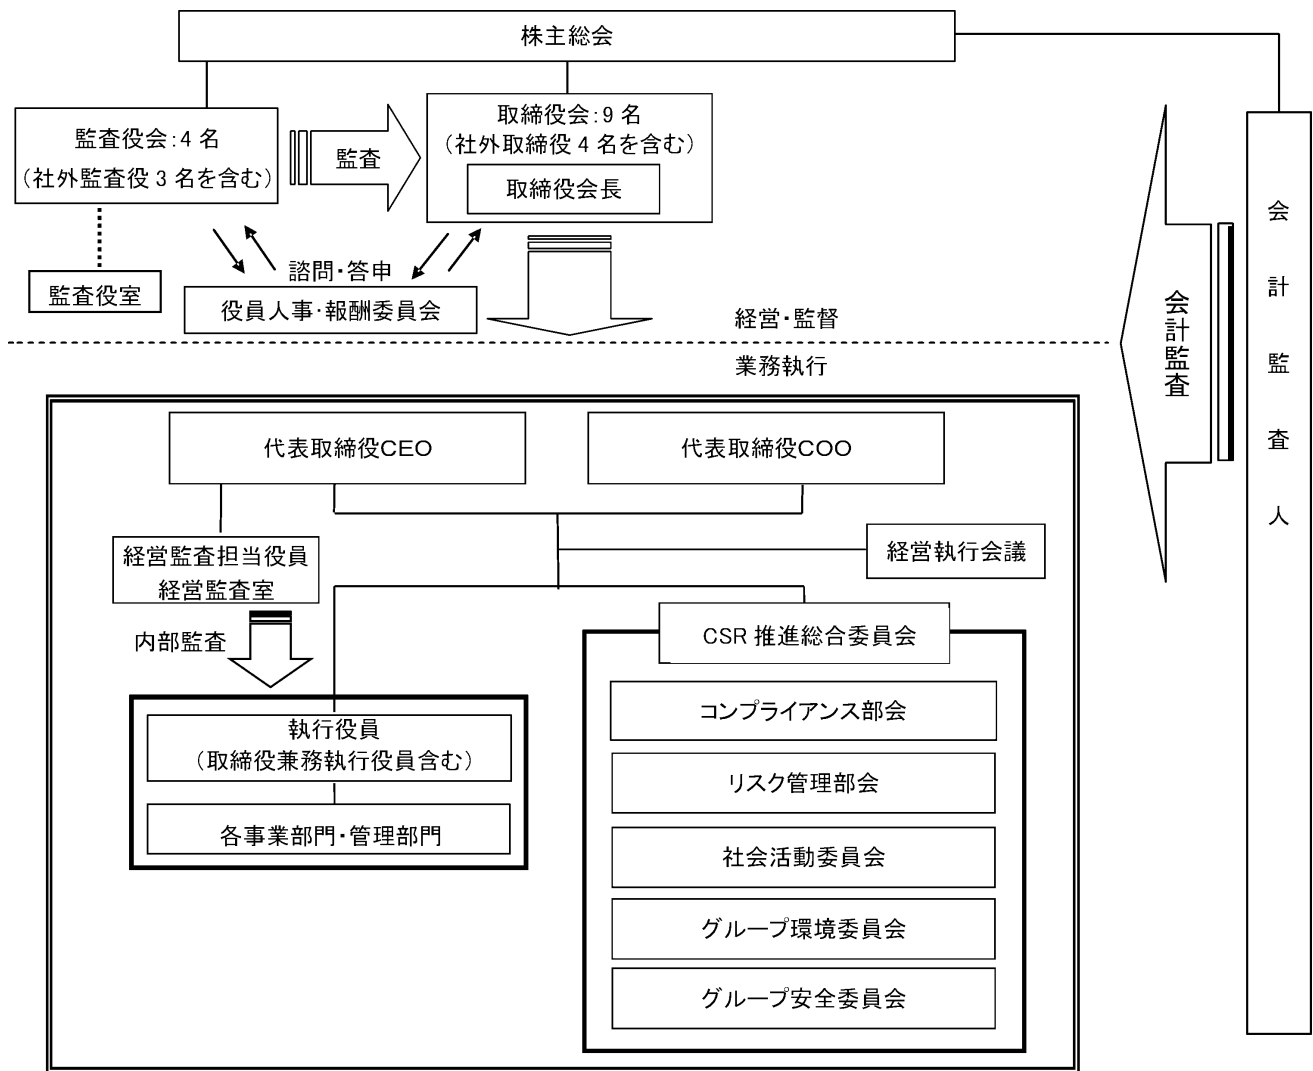 株主総会
監査役会：4 名
（社外監査役 3 名を含む）
監査
取締役会：9 名
（社外取締役 4 名を含む）
取締役会長
監査役室
諮問・答申
役員人事・報酬委員会
経営・監督
業務執行
会計監査
会計監査人
代表取締役CEO
代表取締役COO
経営監査担当役員
経営監査室
経営執行会議
内部監査
執行役員
（取締役兼務執行役員含む）
各事業部門・管理部門
CSR 推進総合委員会
コンプライアンス部会
リスク管理部会
社会活動委員会
グループ環境委員会
グループ安全委員会